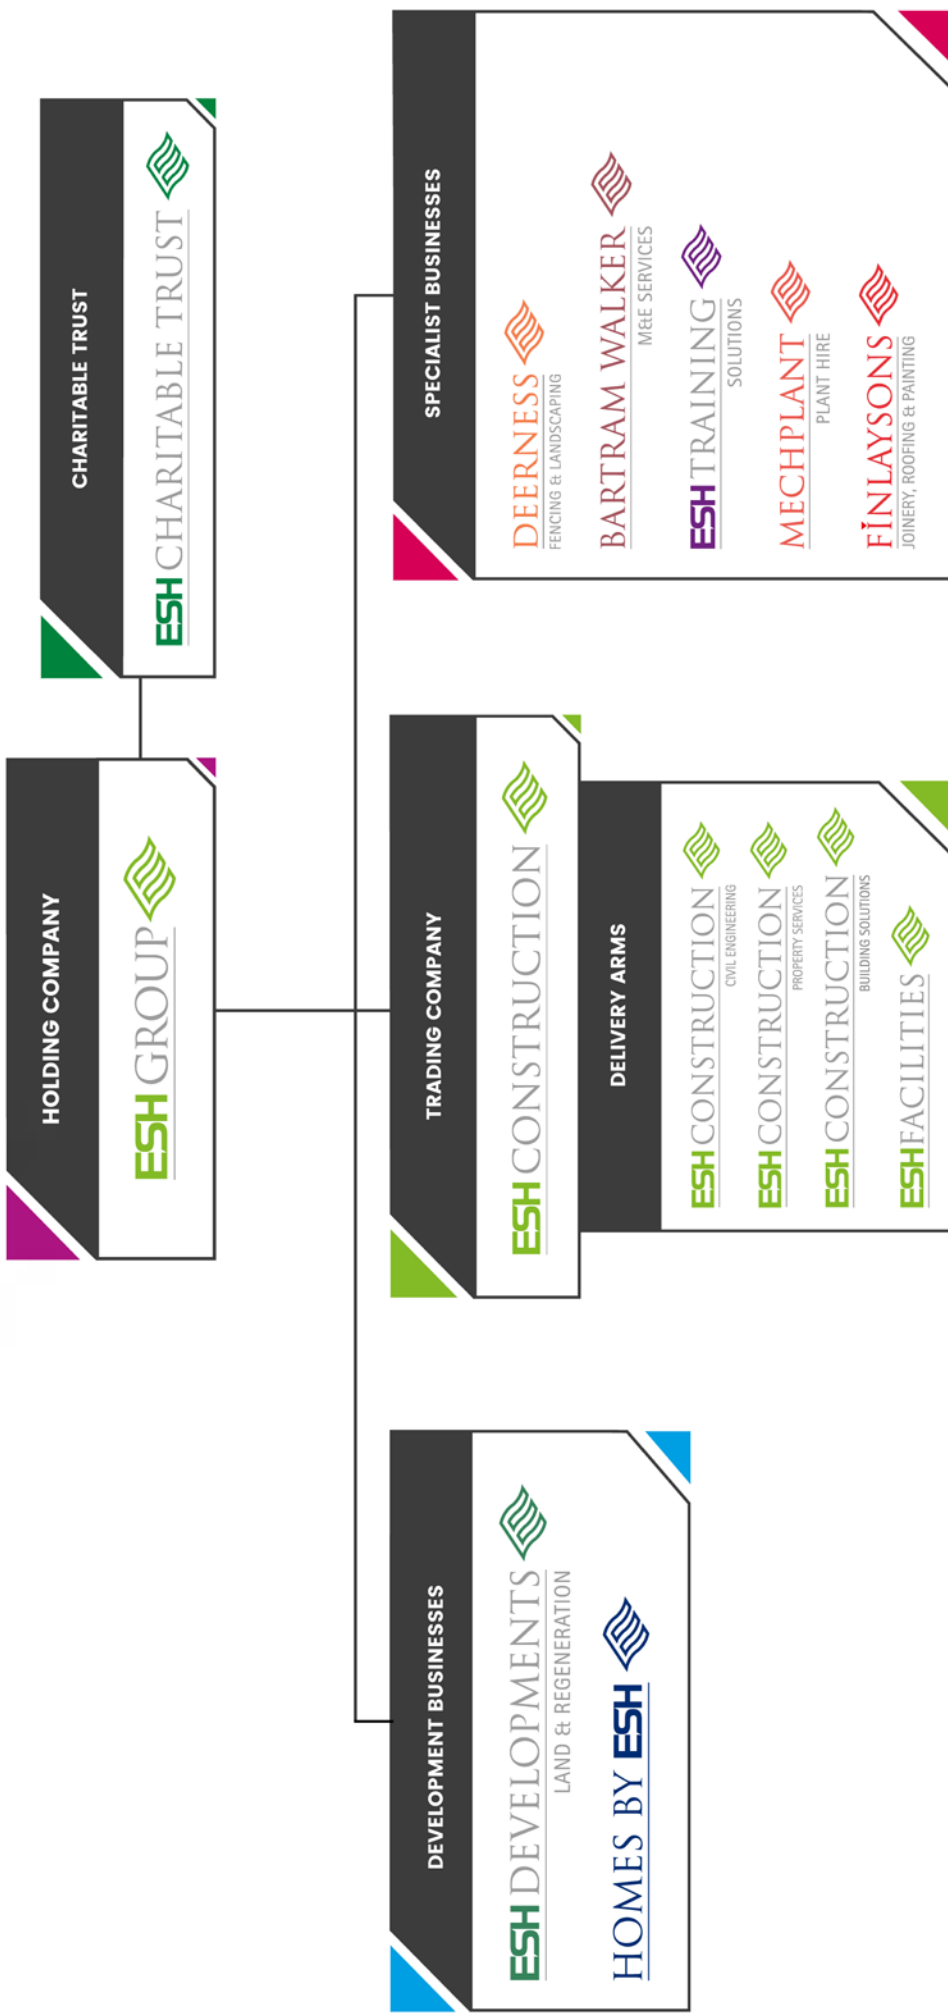 HOLDING COMPANY
ESH GROUP
CHARITABLE TRUST
ESH CHARITABLE TRUST
DEVELOPMENT BUSINESSES
ESH DEVELOPMENTS
LAND & REGENERATION
HOMES BY ESH
TRADING COMPANY
ESH CONSTRUCTION
DELIVERY ARMS
ESH CONSTRUCTION
CIVIL ENGINEERING
ESH CONSTRUCTION
PROPERTY SERVICES
ESH CONSTRUCTION
BUILDING SOLUTIONS
ESH FACILITIES
SPECIALIST BUSINESSES
DEERNESS
FENCING & LANDSCAPING
BARTRAM WALKER
M&E SERVICES
ESH TRAINING
SOLUTIONS
MECHPLANT
PLANT HIRE
FINLAYSONS
JOINERY, ROOFING & PAINTING